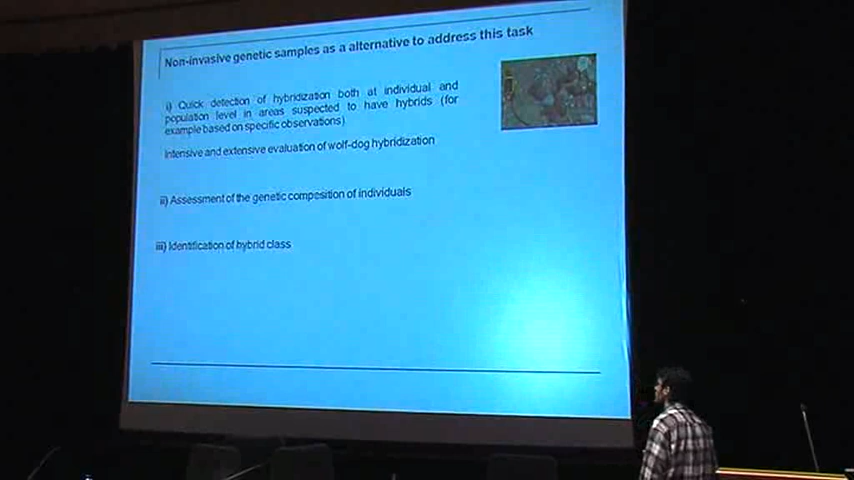 Non-invasive genetic samples as a alternative to address this task
i) Quick detection of hybridization both at individual and
population level in areas suspected to have hybrids (for
example based on specific observations)
Intensive and extensive evaluation of wolf-dog hybridization
ii) Assessment of the genetic composition of individuals
iii) Identification of hybrid class